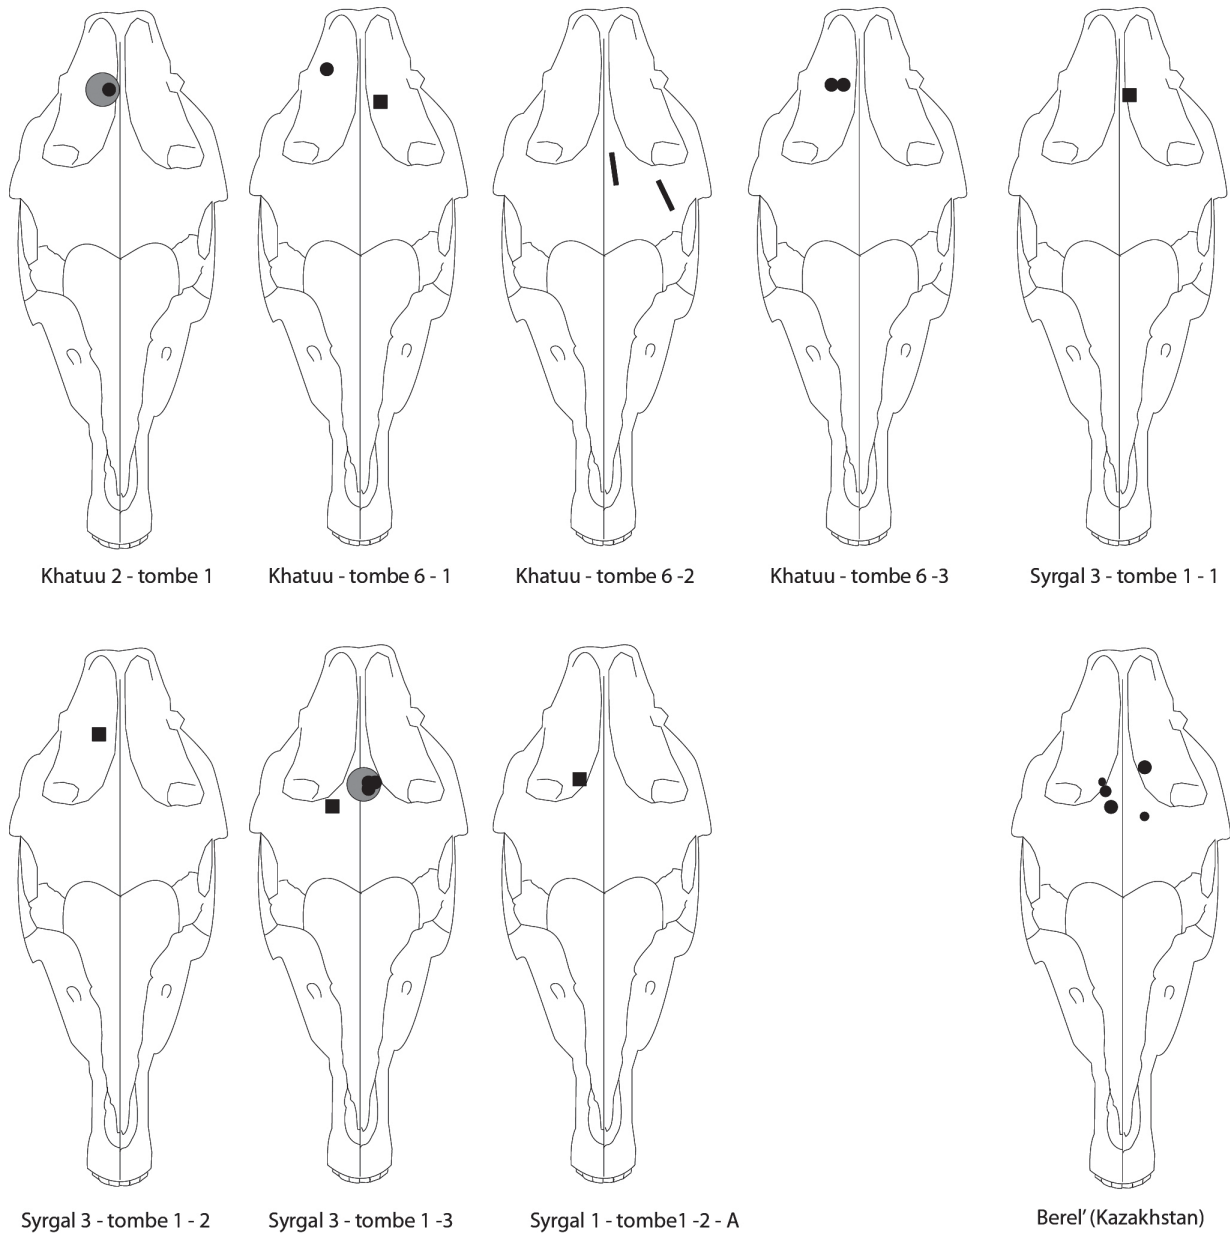 Khatuu 2 - tombe 1
Khatuu - tombe 6 - 1
Khatuu - tombe 6 -2
Khatuu - tombe 6 -3
Syrgal 3 - tombe 1 - 1
Syrgal 3 - tombe 1 - 2
Syrgal 3 - tombe 1 -3
Syrgal 1 - tombe1 -2 - A
Berel’ (Kazakhstan)